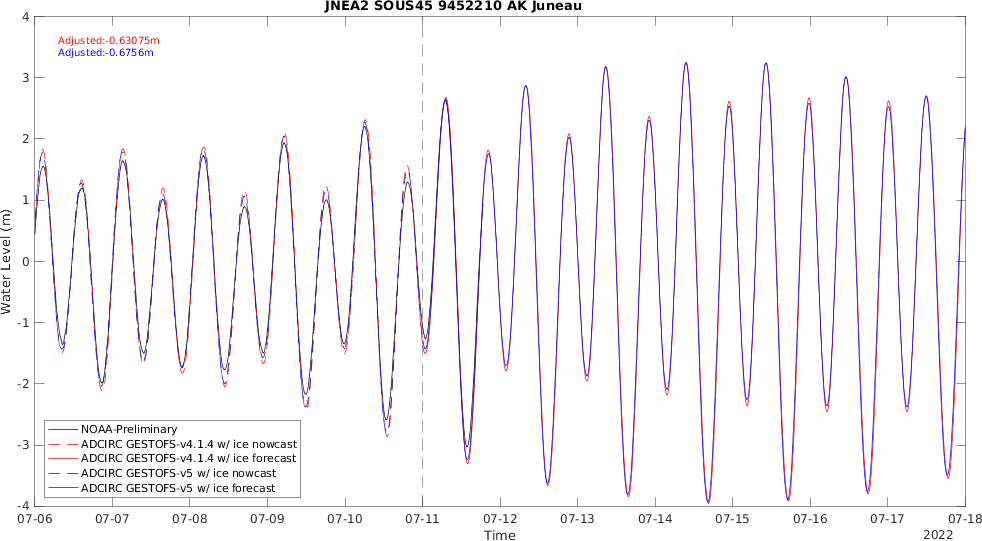 JNEA2 SOUS45 9452210 AK Juneau
Adjusted:-0.63075m
Adjusted:-0.6756m
4
3
2
1
0
-1
-2
-3
-4
Water Level (m)
NOAA-Preliminary
ADCIRC GESTOFS-v4.1.4 w/ ice nowcast
ADCIRC GESTOFS-v4.1.4 w/ ice forecast
ADCIRC GESTOFS-v5 w/ ice nowcast
ADCIRC GESTOFS-v5 w/ ice forecast
07-06 07-07 07-08 07-09 07-10 07-11 07-12 07-13 07-14 07-15 07-16 07-17 07-18
Time
2022